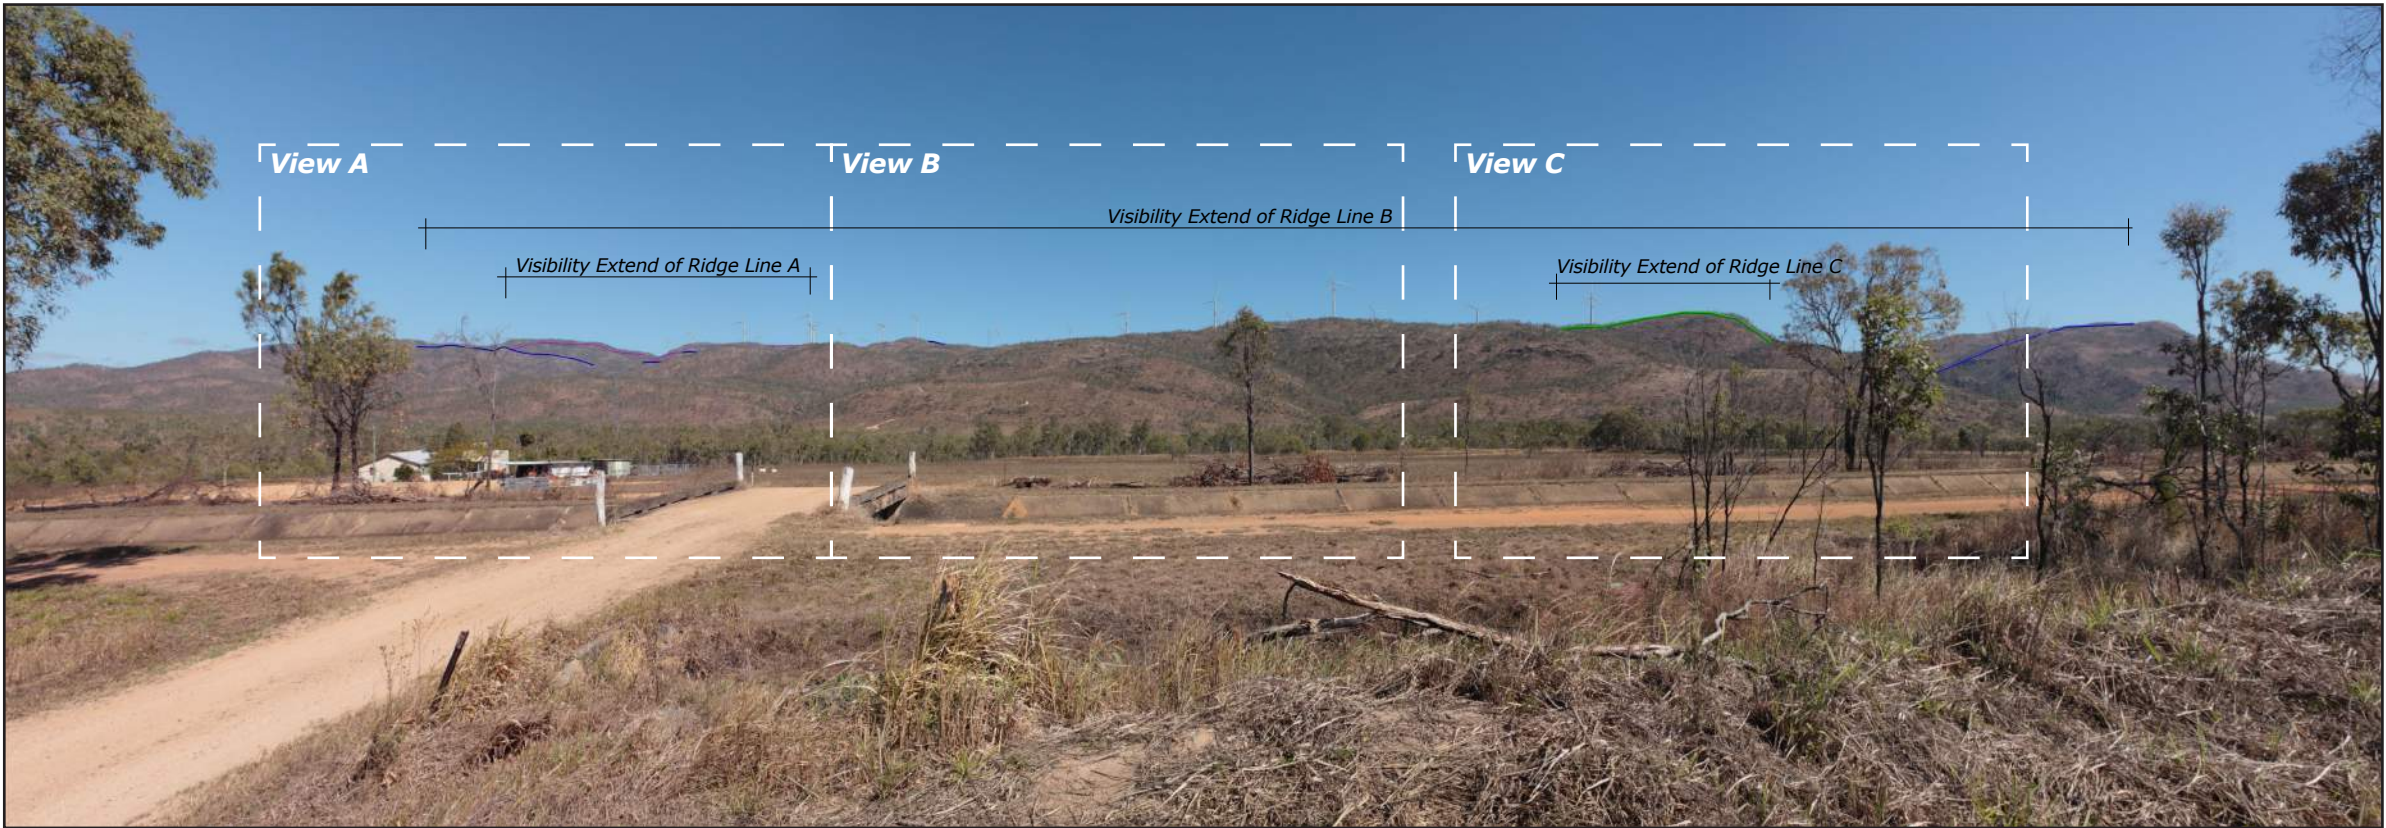 View A
View B
View C
Visibility Extend of Ridge Line B
Visibility Extend of Ridge Line A
Visibility Extend of Ridge Line C